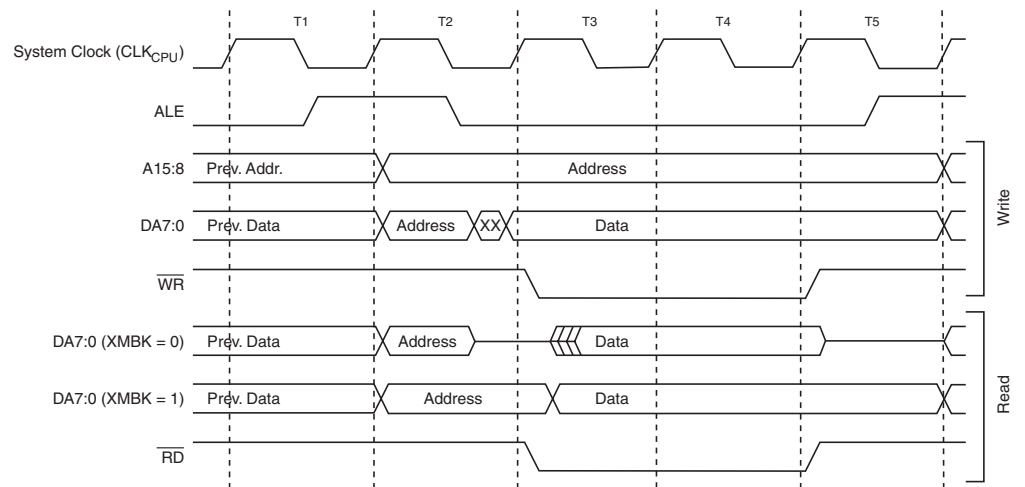 T1 T2 T3 T4 T5
System Clock (CLKCPU)
ALE
A15:8 Prev. Addr. Address
DA7:0 Prev. Data Address XX Data
WR
Write
DA7:0 (XMBK = 0) Prev. Data Address Data
DA7:0 (XMBK = 1) Prev. Data Address Data
RD
Read